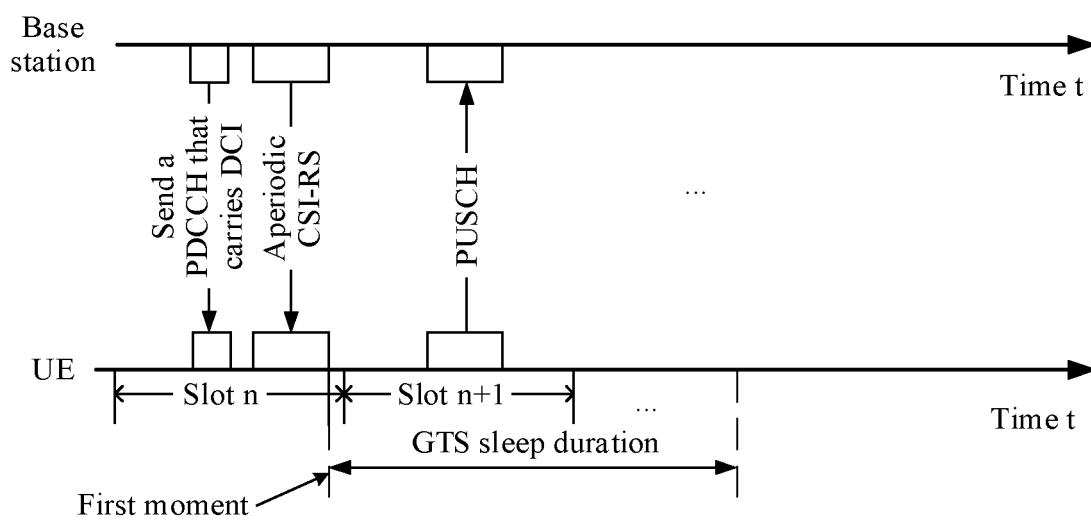 Base
station
Time t
Send a
PDCCH that
carries DCI
Aperiodic
CSI-RS
PUSCH
...
UE
Slot n
Slot n+1
...
Time t
GTS sleep duration
First moment